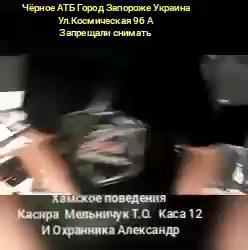 Чёрное АТБ Город Запороже Украина
Ул.Космическая 96 А
Запрещали снимать
Хамское поведения
Касира Мельничук Т.О. Каса 12
И Охранника Александр